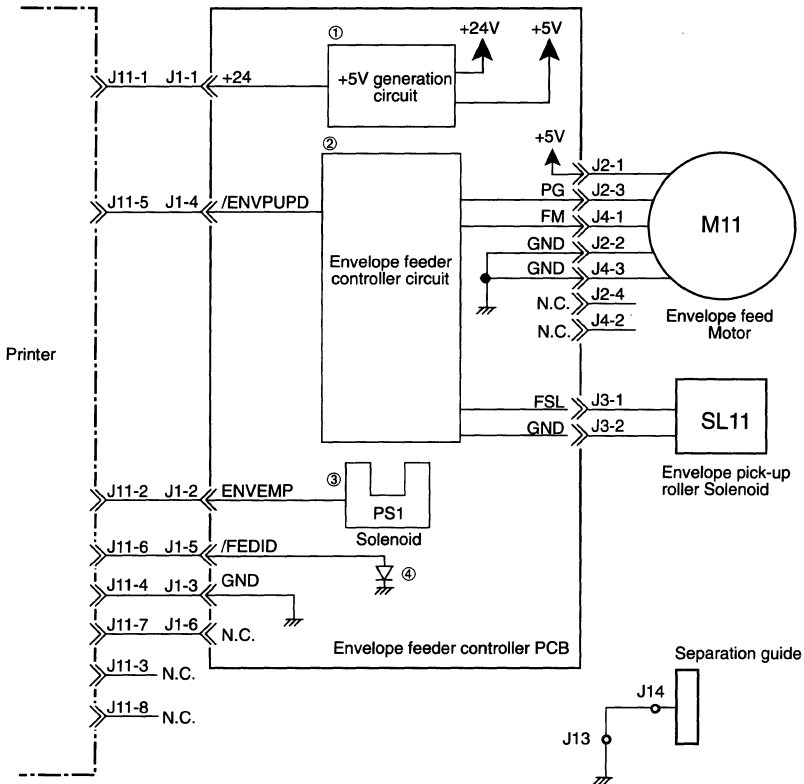 ① +24V +5V
J11-1 J1-1 +24 +5V generation
circuit
② +5V J2-1
J11-5 J1-4 /ENVPUPD PG J2-3
FM J4-1 M11
GND J2-2
Envelope feeder
controller circuit
GND J4-3
N.C. J2-4
N.C. J4-2
Envelope feed
Motor
Printer
FSL J3-1
GND J3-2
SL11
Envelope pick-up
roller Solenoid
③
J11-2 J1-2 ENVEMP PS1
Solenoid
J11-6 J1-5 /FEDID ④
J11-4 J1-3 GND
J11-7 J1-6 N.C.
Envelope feeder controller PCB
J11-3 N.C.
J11-8 N.C.
Separation guide
J14
J13